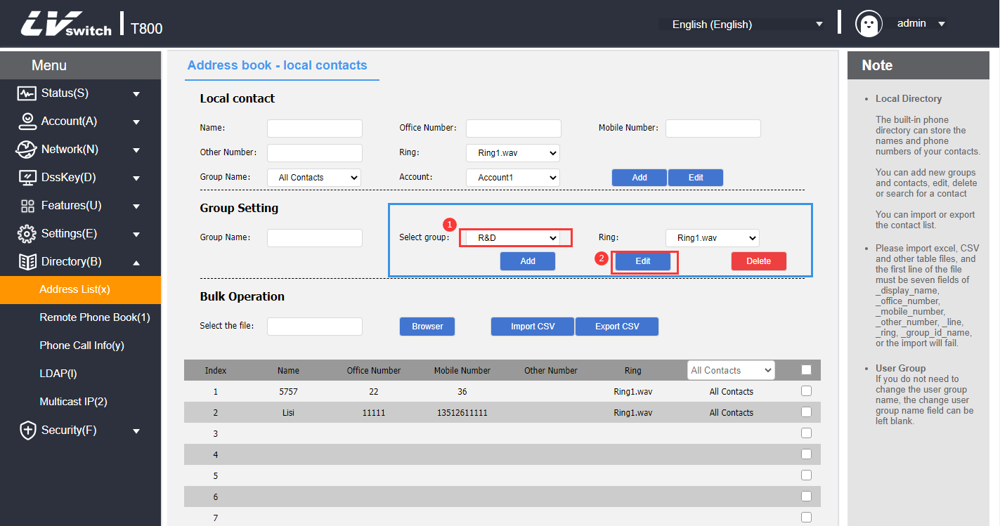 LVswitch T800
English (English)
admin
Menu
Status(S)
Account(A)
Network(N)
DssKey(D)
Features(U)
Settings(E)
Directory(B)
Address List(x)
Remote Phone Book(1)
Phone Call Info(y)
LDAP(l)
Multicast IP(2)
Security(F)
Address book - local contacts
Local contact
Name: Office Number: Mobile Number:
Other Number: Ring: Ring1.wav
Group Name: All Contacts Account: Account1 Add Edit
Group Setting
1
Group Name: Select group: R&D Ring: Ring1.wav
Add 2 Edit Delete
Bulk Operation
Select the file: Browser Import CSV Export CSV
Index Name Office Number Mobile Number Other Number Ring All Contacts
1 5757 22 36 Ring1.wav All Contacts
2 Lisi 11111 13512611111 Ring1.wav All Contacts
3
4
5
6
7
Note
• Local Directory
The built-in phone
directory can store the
names and phone
numbers of your contacts.
You can add new groups
and contacts, edit, delete
or search for a contact
You can import or export
the contact list.
• Please import excel, CSV
and other table files, and
the first line of the file
must be seven fields of
_display_name,
_office_number,
_mobile_number,
_other_number, _line,
_ring, _group_id_name,
or the import will fail.
• User Group
If you do not need to
change the user group
name, the change user
group name field can be
left blank.